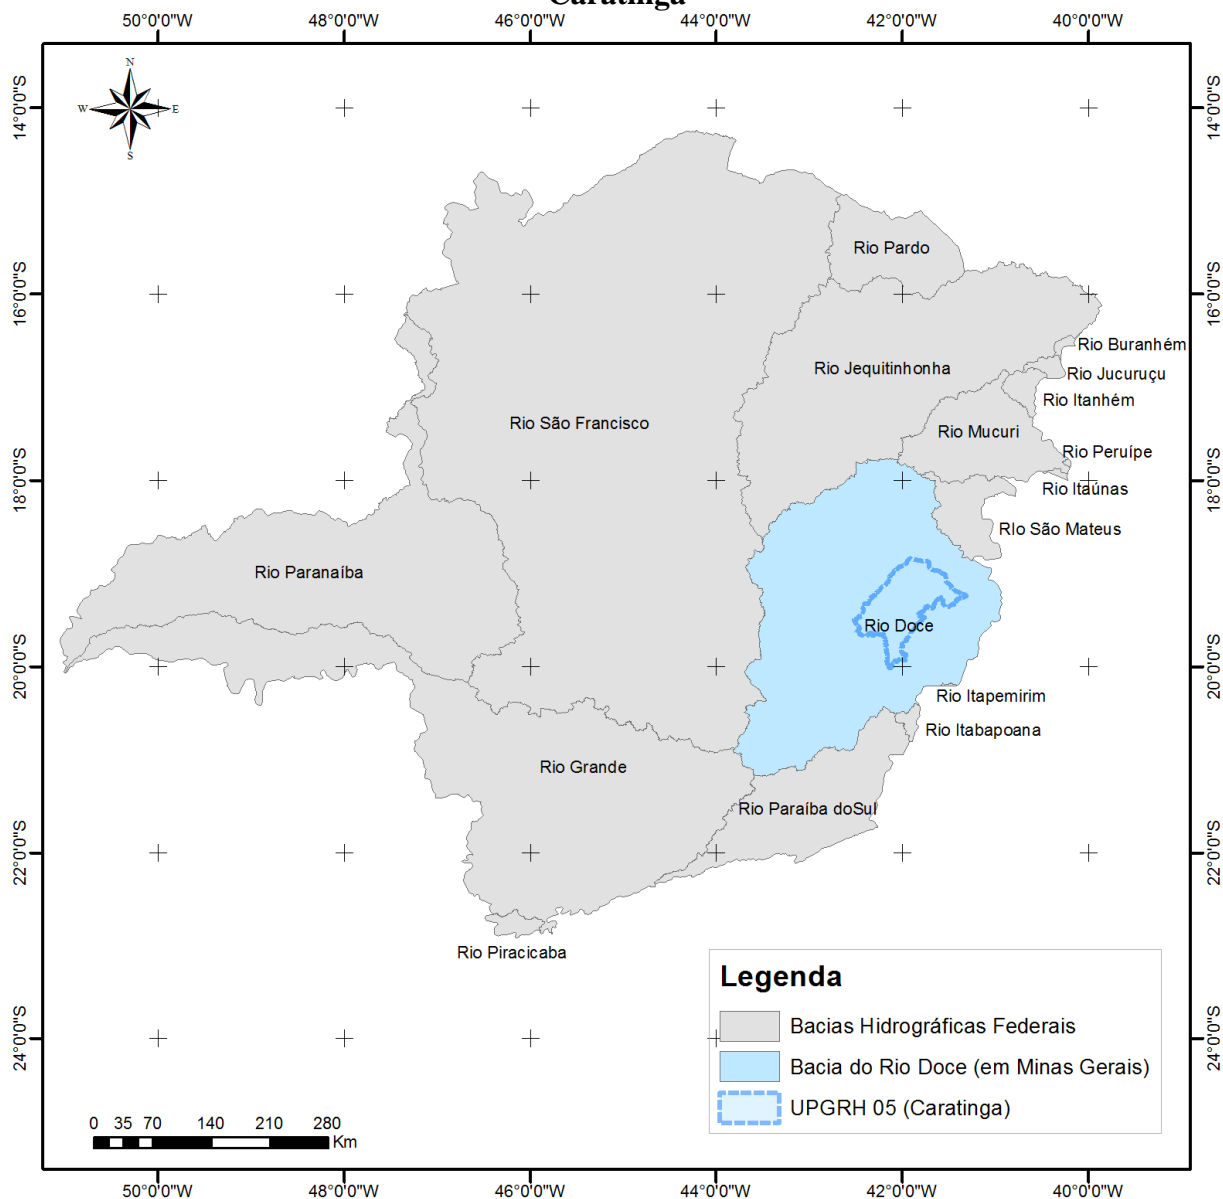 Caratinga
50°0'0"W 48°0'0"W 46°0'0"W 44°0'0"W 42°0'0"W 40°0'0"W
N
W E
S
14°0'0"S 14°0'0"S
Rio Pardo
16°0'0"S 16°0'0"S
Rio Buranhém
Rio Jequitinhonha
Rio Jucuruçu
Rio Itanhém
Rio São Francisco
Rio Mucuri
Rio Peruípe
18°0'0"S 18°0'0"S
Rio Itaúnas
RIo São Mateus
Rio Paranaíba
Rio Doce
20°0'0"S 20°0'0"S
Rio Itapemirim
Rio Itabapoana
Rio Grande
Rio Paraíba doSul
22°0'0"S 22°0'0"S
Rio Piracicaba
Legenda
Bacias Hidrográficas Federais
24°0'0"S 24°0'0"S
Bacia do Rio Doce (em Minas Gerais)
UPGRH 05 (Caratinga)
0 35 70 140 210 280
Km
50°0'0"W 48°0'0"W 46°0'0"W 44°0'0"W 42°0'0"W 40°0'0"W